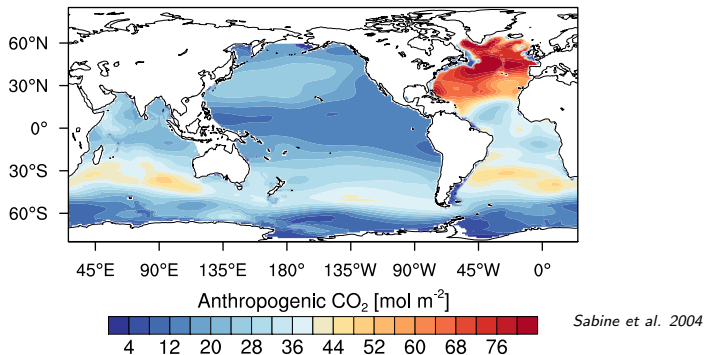 60°N
30°N
0°
30°S
60°S
45°E 90°E 135°E 180° 135°W 90°W 45°W 0°
Anthropogenic CO₂ [mol m⁻²]
4 12 20 28 36 44 52 60 68 76
Sabine et al. 2004